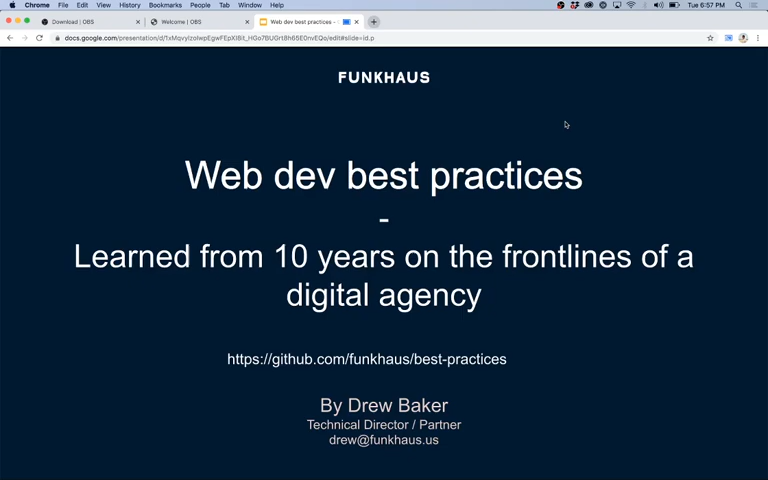 Chrome File Edit View History Bookmarks People Tab Window Help Tue 6:57 PM
Download | OBS
Welcome | OBS
Web dev best practices -
FUNKHAUS
Web dev best practices
-
Learned from 10 years on the frontlines of a
digital agency
https://github.com/funkhaus/best-practices
By Drew Baker
Technical Director / Partner
drew@funkhaus.us